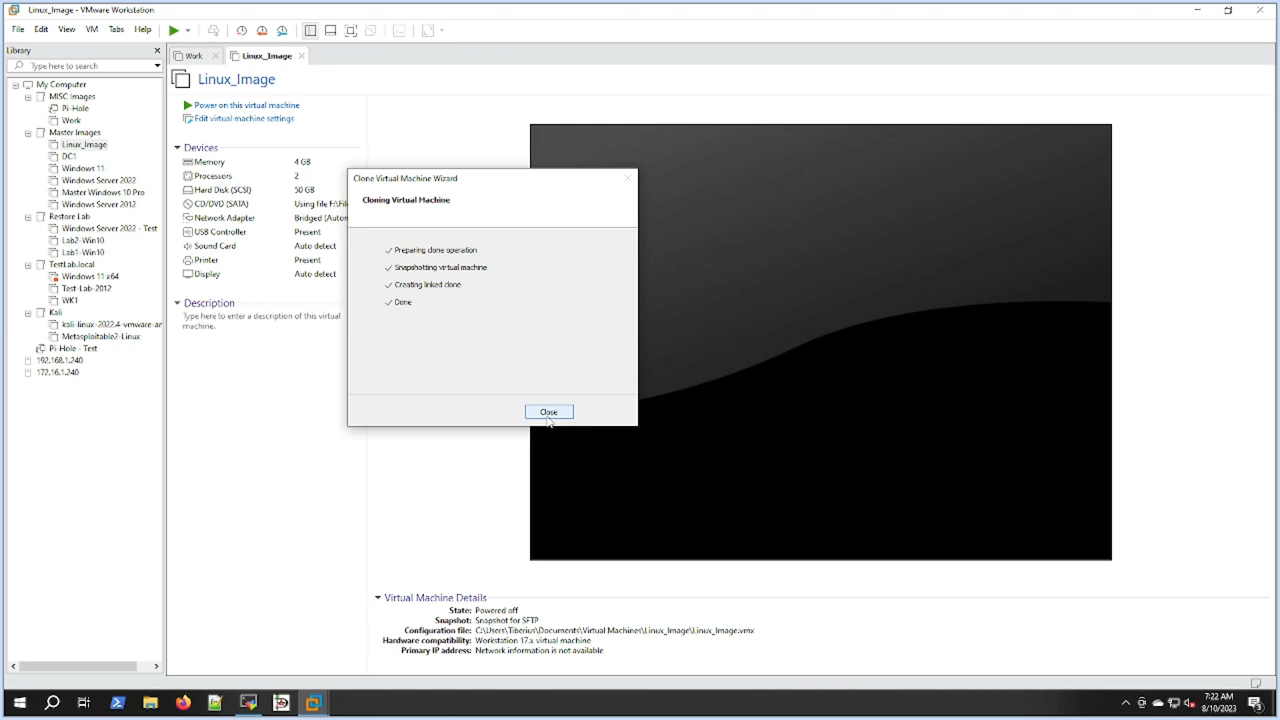 Linux_Image - VMware Workstation
File Edit View VM Tabs Help
Library
Type here to search
My Computer
MISC Images
Pi-Hole
Work
Master Images
Linux_Image
DC1
Windows 11
Windows Server 2022
Master Windows 10 Pro
Windows Server 2012
Restore Lab
Windows Server 2022 - Test
Lab2-Win10
Lab1-Win10
TestLab.local
Windows 11 x64
Test-Lab-2012
WK1
Kali
kali-linux-2022.4-vmware-ar
Metasploitable2-Linux
Pi-Hole - Test
192.168.1.240
172.16.1.240
Work Linux_Image
Linux_Image
Power on this virtual machine
Edit virtual machine settings
Devices
Memory 4 GB
Processors 2
Hard Disk (SCSI) 50 GB
CD/DVD (SATA) Using file F:\File
Network Adapter Bridged (Auton
USB Controller Present
Sound Card Auto detect
Printer Present
Display Auto detect
Description
Type here to enter a description of this virtual
machine.
Clone Virtual Machine Wizard
Cloning Virtual Machine
Preparing clone operation
Snapshotting virtual machine
Creating linked clone
Done
Close
Virtual Machine Details
State: Powered off
Snapshot: Snapshot for SFTP
Configuration file: C:\Users\Tiberius\Documents\Virtual Machines\Linux_Image\Linux_Image.vmx
Hardware compatibility: Workstation 17.x virtual machine
Primary IP address: Network information is not available
7:22 AM
8/10/2023
3